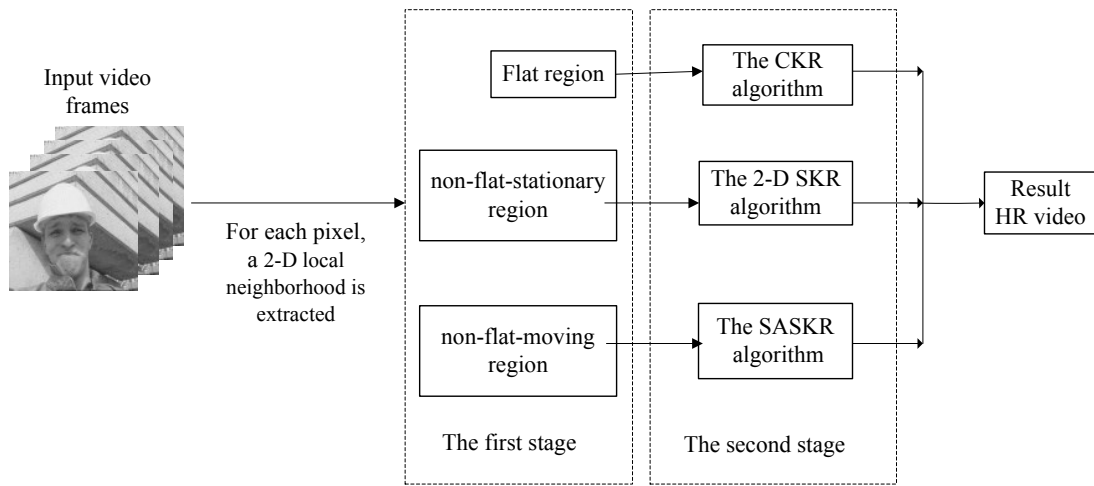 Input video
frames
For each pixel,
a 2-D local
neighborhood is
extracted
Flat region
non-flat-stationary
region
non-flat-moving
region
The first stage
The CKR
algorithm
The 2-D SKR
algorithm
The SASKR
algorithm
The second stage
Result
HR video